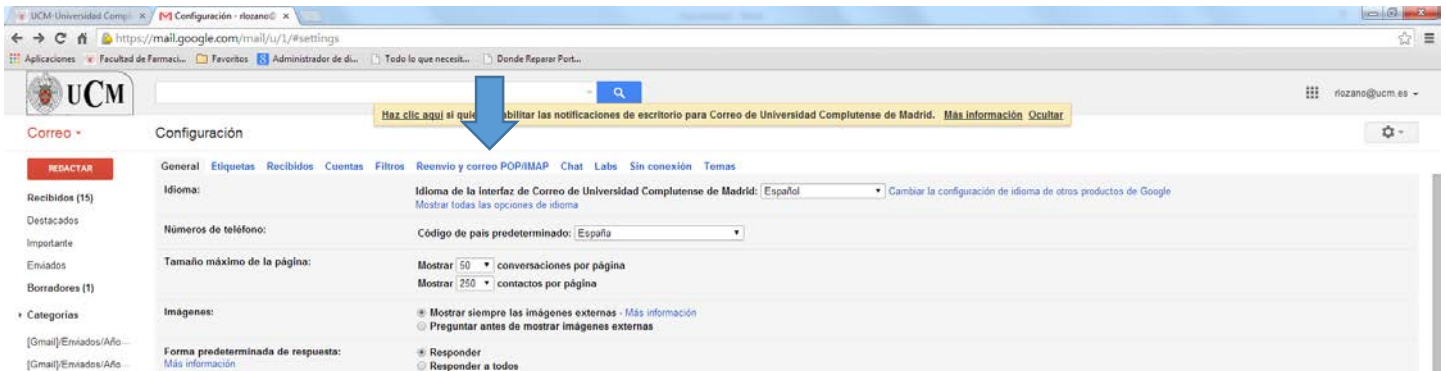 UCM-Universidad Compl
Configuración - rlozano@
https://mail.google.com/mail/u/1/#settings
Aplicaciones Facultad de Farmaci... Favoritos Administrador de di... Todo lo que necesit... Donde Reparar Port...
UCM
rlozano@ucm.es
Haz clic aquí si quie abilitar las notificaciones de escritorio para Correo de Universidad Complutense de Madrid. Más información Ocultar
Correo
Configuración
REDACTAR
General Etiquetas Recibidos Cuentas Filtros Reenvío y correo POP/IMAP Chat Labs Sin conexión Temas
Recibidos (15)
Destacados
Importante
Enviados
Borradores (1)
Categorías
[Gmail]/Enviados/Año...
[Gmail]/Enviados/Año...
Idioma:
Idioma de la interfaz de Correo de Universidad Complutense de Madrid: Español Cambiar la configuración de idioma de otros productos de Google
Mostrar todas las opciones de idioma
Números de teléfono:
Código de país predeterminado: España
Tamaño máximo de la página:
Mostrar 50 conversaciones por página
Mostrar 250 contactos por página
Imágenes:
Mostrar siempre las imágenes externas - Más información
Preguntar antes de mostrar imágenes externas
Forma predeterminada de respuesta:
Más información
Responder
Responder a todos